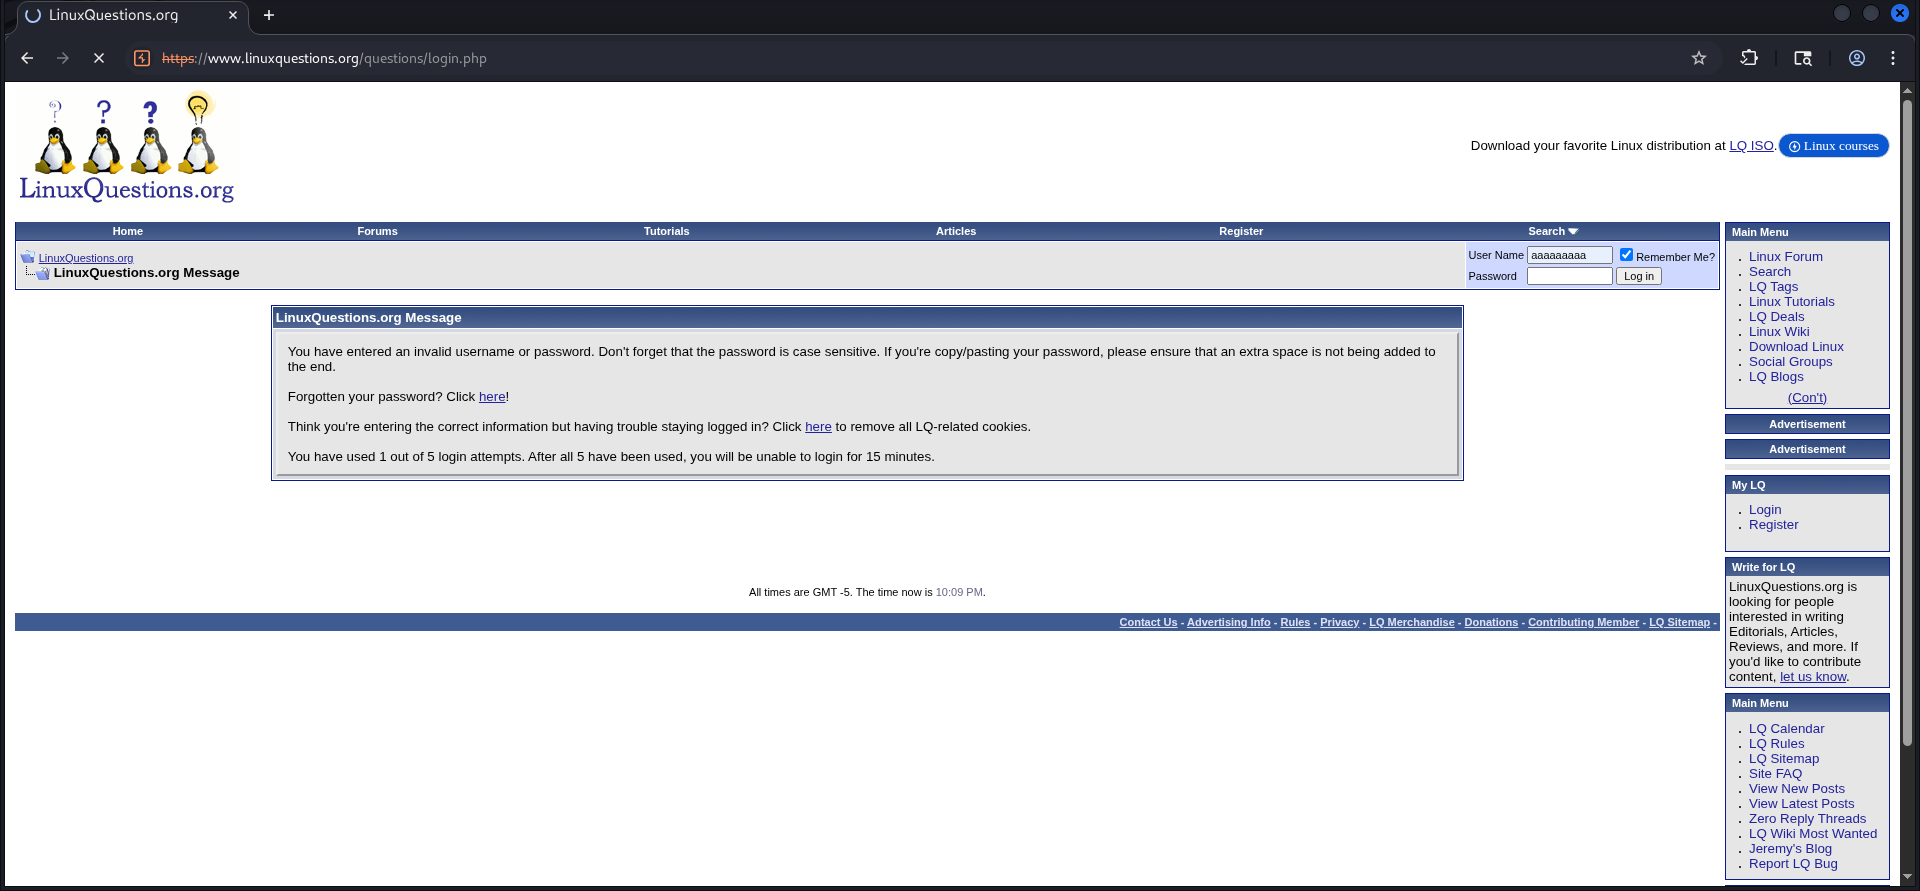 LinuxQuestions.org
https://www.linuxquestions.org/questions/login.php
? ? ?
LinuxQuestions.org
Download your favorite Linux distribution at LQ ISO. Linux courses
Home Forums Tutorials Articles Register Search
LinuxQuestions.org
LinuxQuestions.org Message
User Name aaaaaaaaa Remember Me?
Password Log in
LinuxQuestions.org Message
You have entered an invalid username or password. Don't forget that the password is case sensitive. If you're copy/pasting your password, please ensure that an extra space is not being added to
the end.
Forgotten your password? Click here!
Think you're entering the correct information but having trouble staying logged in? Click here to remove all LQ-related cookies.
You have used 1 out of 5 login attempts. After all 5 have been used, you will be unable to login for 15 minutes.
All times are GMT -5. The time now is 10:09 PM.
Contact Us - Advertising Info - Rules - Privacy - LQ Merchandise - Donations - Contributing Member - LQ Sitemap -
Main Menu
Linux Forum
Search
LQ Tags
Linux Tutorials
LQ Deals
Linux Wiki
Download Linux
Social Groups
LQ Blogs
(Con't)
Advertisement
Advertisement
My LQ
Login
Register
Write for LQ
LinuxQuestions.org is
looking for people
interested in writing
Editorials, Articles,
Reviews, and more. If
you'd like to contribute
content, let us know.
Main Menu
LQ Calendar
LQ Rules
LQ Sitemap
Site FAQ
View New Posts
View Latest Posts
Zero Reply Threads
LQ Wiki Most Wanted
Jeremy's Blog
Report LQ Bug